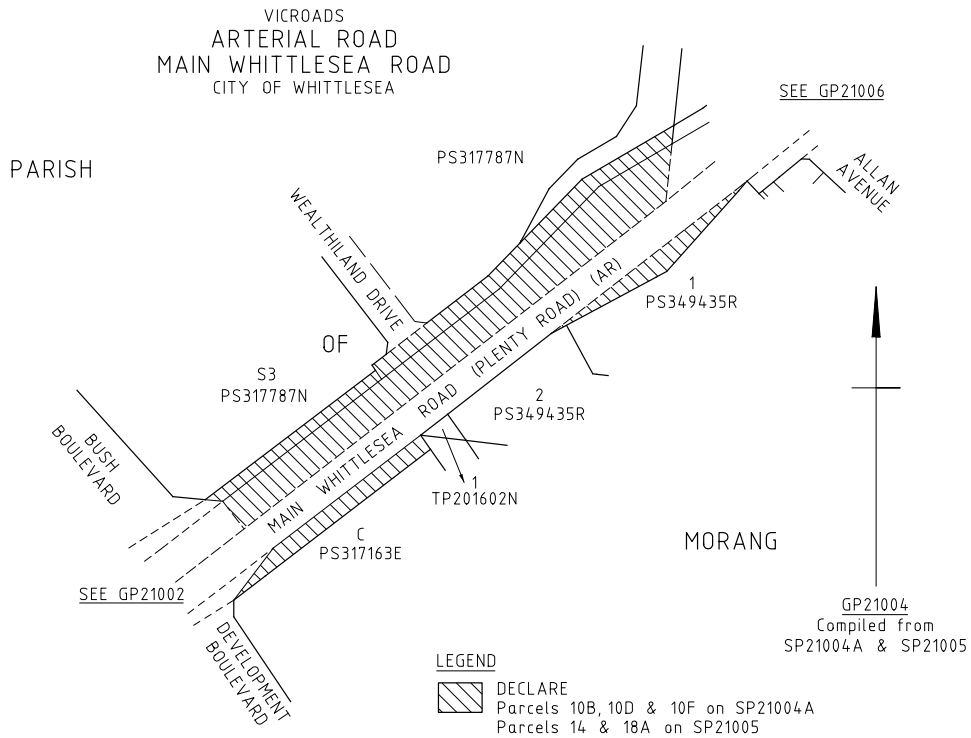 VICROADS
ARTERIAL ROAD
MAIN WHITTLESEA ROAD
CITY OF WHITTLESEA
SEE GP21006
PARISH
PS317787N
ALLAN
AVENUE
WEALTHILAND DRIVE
1
PS349435R
OF
MAIN WHITTLESEA ROAD (PLENTY ROAD) (AR)
S3
PS317787N
2
PS349435R
BUSH
BOULEVARD
1
TP201602N
C
PS317163E
MORANG
SEE GP21002
DEVELOPMENT
BOULEVARD
GP21004
Compiled from
SP21004A & SP21005
LEGEND
DECLARE
Parcels 10B, 10D & 10F on SP21004A
Parcels 14 & 18A on SP21005